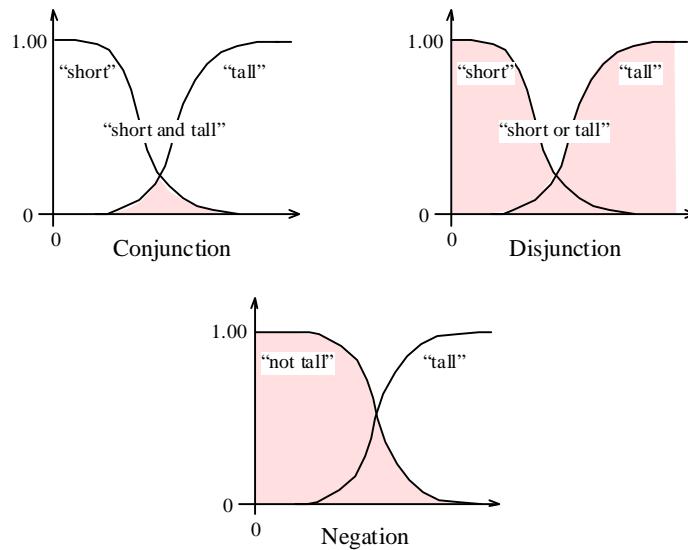 1.00
“short”
“tall”
“short and tall”
0
0
Conjunction
1.00
“short”
“tall”
“short or tall”
0
0
Disjunction
1.00
“not tall”
“tall”
0
0
Negation